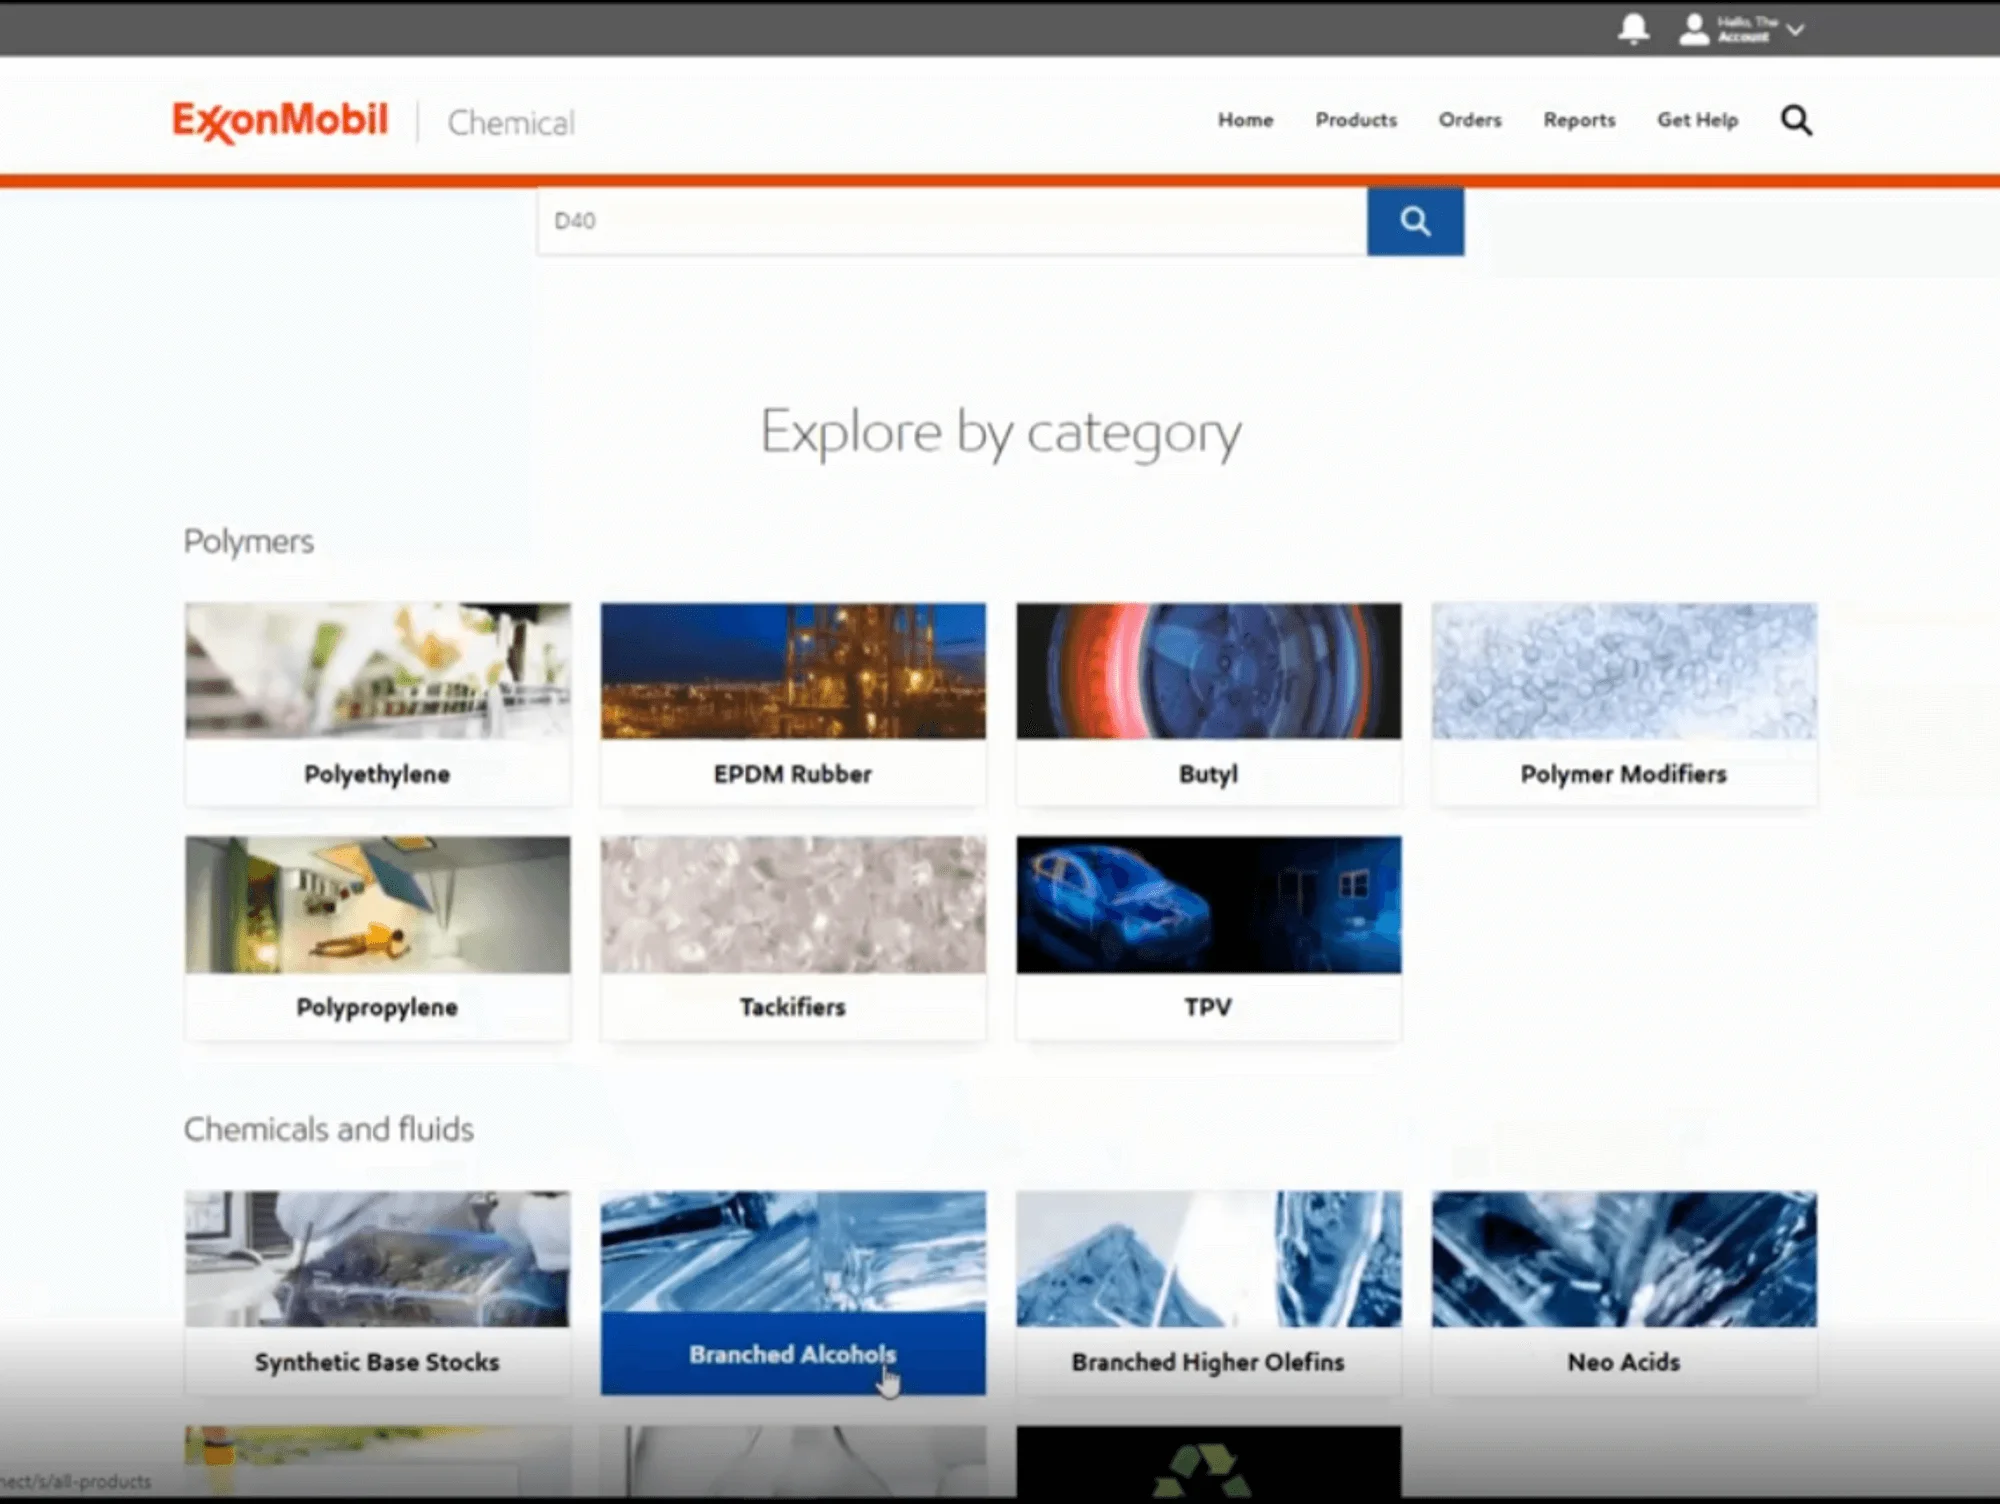 Hello, The
Account
ExxonMobil | Chemical
Home
Products
Orders
Reports
Get Help
D40
Explore by category
Polymers
Polyethylene
EPDM Rubber
Butyl
Polymer Modifiers
Polypropylene
Tackifiers
TPV
Chemicals and fluids
Synthetic Base Stocks
Branched Alcohols
Branched Higher Olefins
Neo Acids
nect/s/all-products